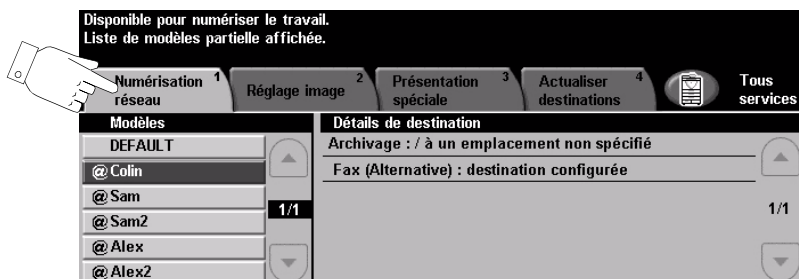 Disponible pour numériser le travail.
Liste de modèles partielle affichée.
Numérisation réseau 1
Réglage image 2
Présentation spéciale 3
Actualiser destinations 4
Tous services
Modèles
DEFAULT
@ Colin
@ Sam
@ Sam2
@ Alex
@ Alex2
1/1
Détails de destination
Archivage : / à un emplacement non spécifié
Fax (Alternative) : destination configurée
1/1